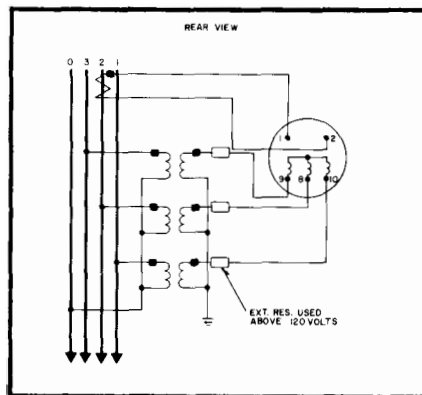 REAR VIEW
0 3 2 1
1 2
9 8 10
EXT. RES. USED
ABOVE 120 VOLTS